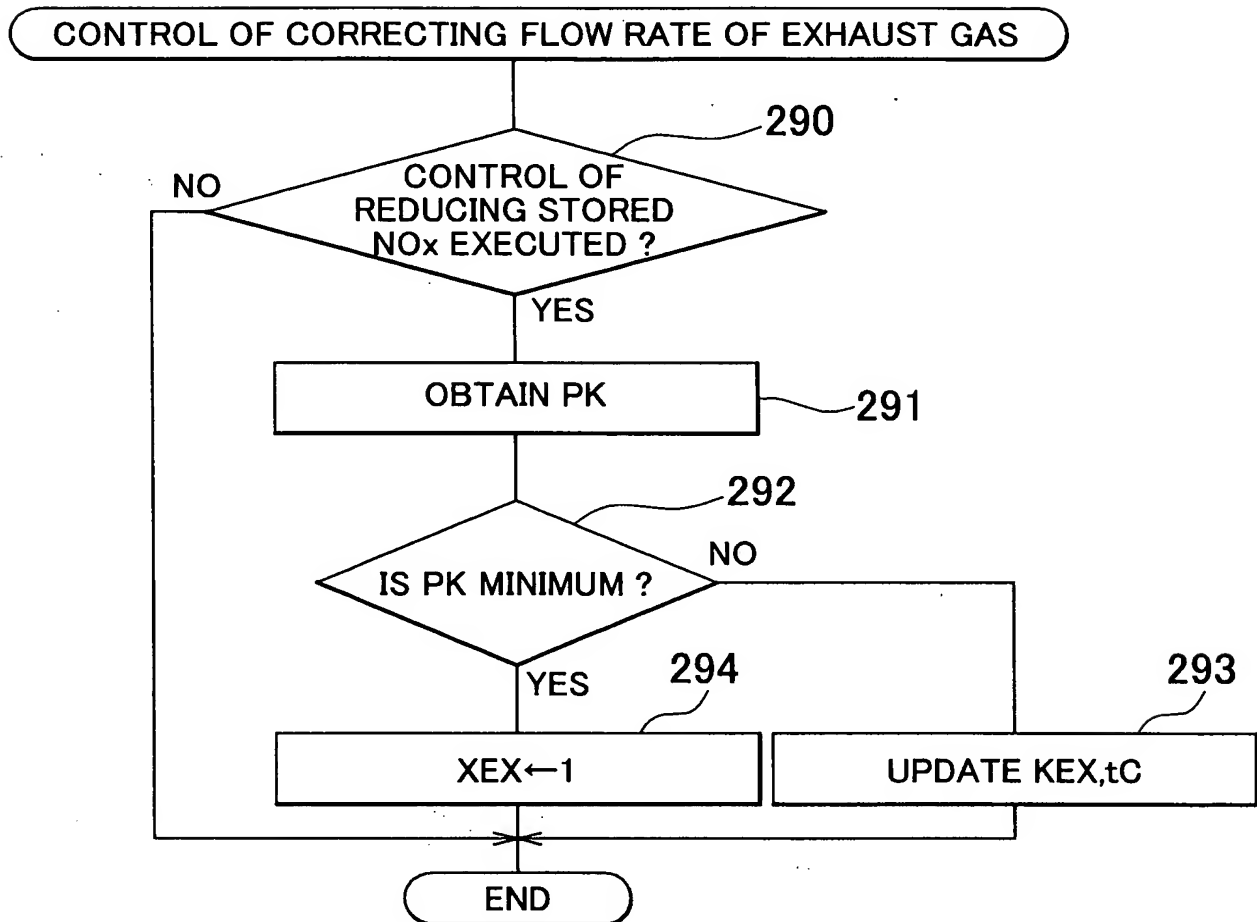 CONTROL OF CORRECTING FLOW RATE OF EXHAUST GAS
290
NO
CONTROL OF
REDUCING STORED
NOx EXECUTED ?
YES
OBTAIN PK
291
292
NO
IS PK MINIMUM ?
YES
294
293
XEX←1
UPDATE KEX,tC
END